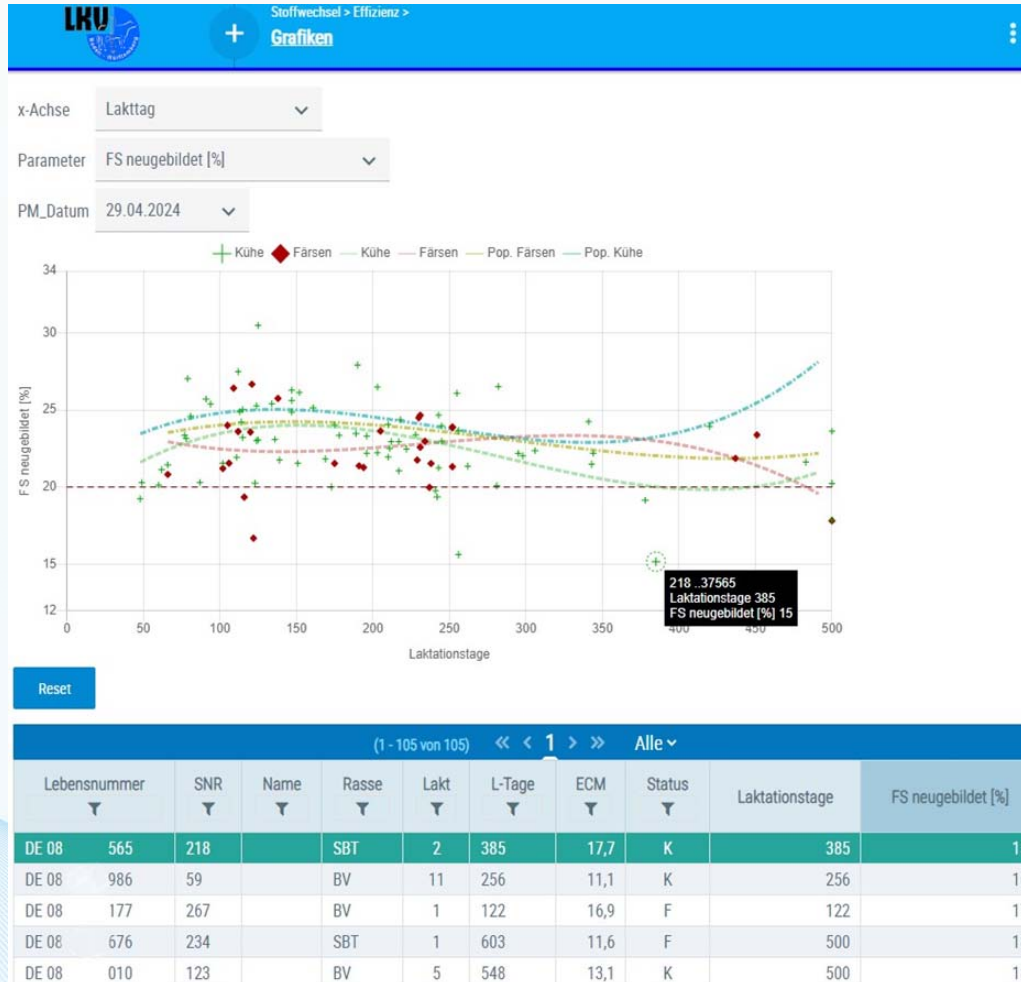 LKV
Stoffwechsel > Effizienz >
Grafiken
x-Achse Lakttag
Parameter FS neugebildet [%]
PM_Datum 29.04.2024
Kühe Färsen Kühe Färsen Pop. Färsen Pop. Kühe
34
30
25
20
15
12
FS neugebildet [%]
218 ..37565
Laktationstage 385
FS neugebildet [%] 15
0 50 100 150 200 250 300 350 400 450 500
Laktationstage
Reset
(1 - 105 von 105) « < 1 > » Alle
Lebensnummer SNR Name Rasse Lakt L-Tage ECM Status Laktationstage FS neugebildet [%]
DE 08 565 218 SBT 2 385 17,7 K 385 1
DE 08 986 59 BV 11 256 11,1 K 256 1
DE 08 177 267 BV 1 122 16,9 F 122 1
DE 08 676 234 SBT 1 603 11,6 F 500 1
DE 08 010 123 BV 5 548 13,1 K 500 1